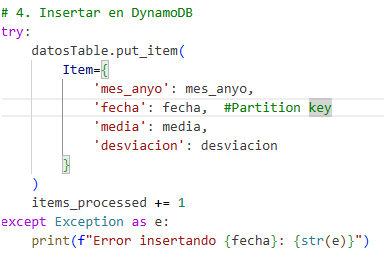 # 4. Insertar en DynamoDB
try:
    datosTable.put_item(
        Item={
            'mes_anyo': mes_anyo,
            'fecha': fecha,  #Partition key
            'media': media,
            'desviacion': desviacion
        }
    )
    items_processed += 1
except Exception as e:
    print(f"Error insertando {fecha}: {str(e)}")